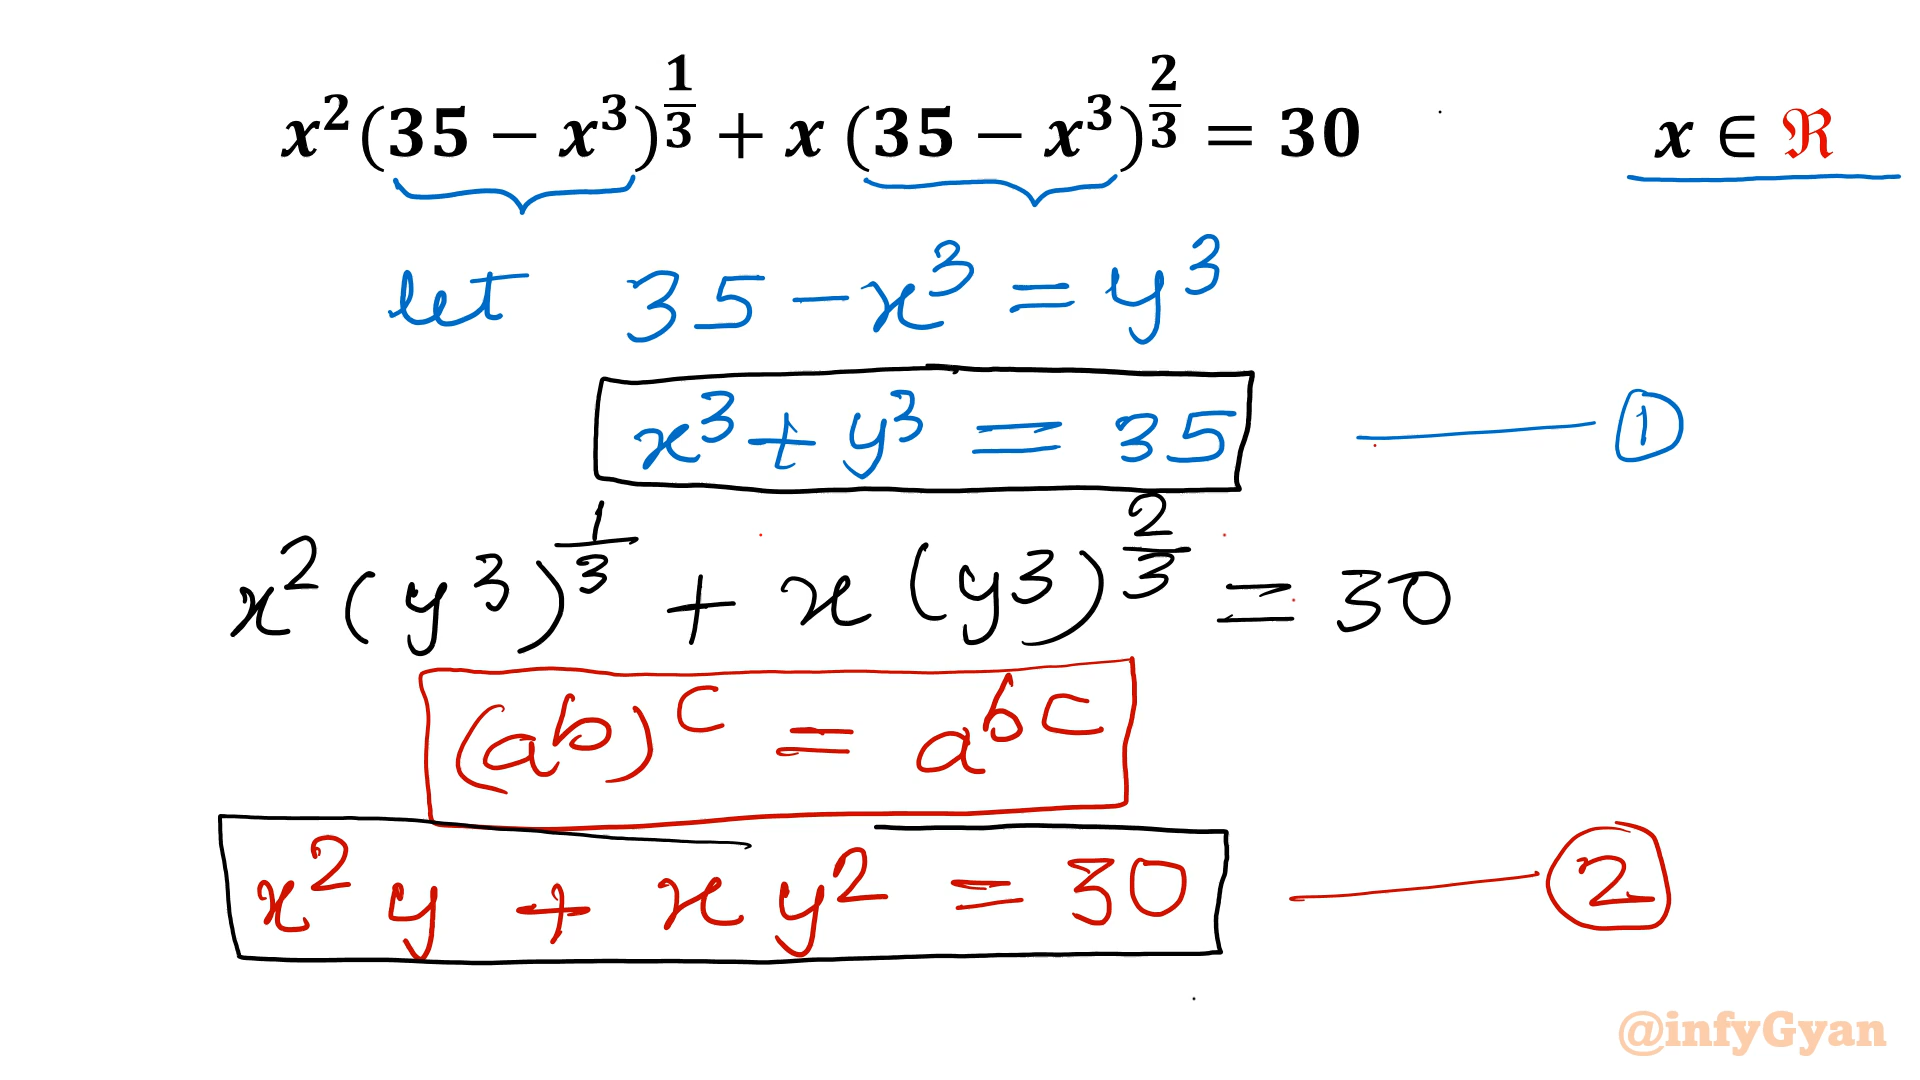 x²(35 − x³)^(1/3) + x (35 − x³)^(2/3) = 30   x ∈ ℜ
let 35 − x³ = y³
x³ + y³ = 35 —— ①
x²(y³)^(1/3) + x (y³)^(2/3) = 30
(a^b)^c = a^(bc)
x²y + xy² = 30 —— ②
@infyGyan